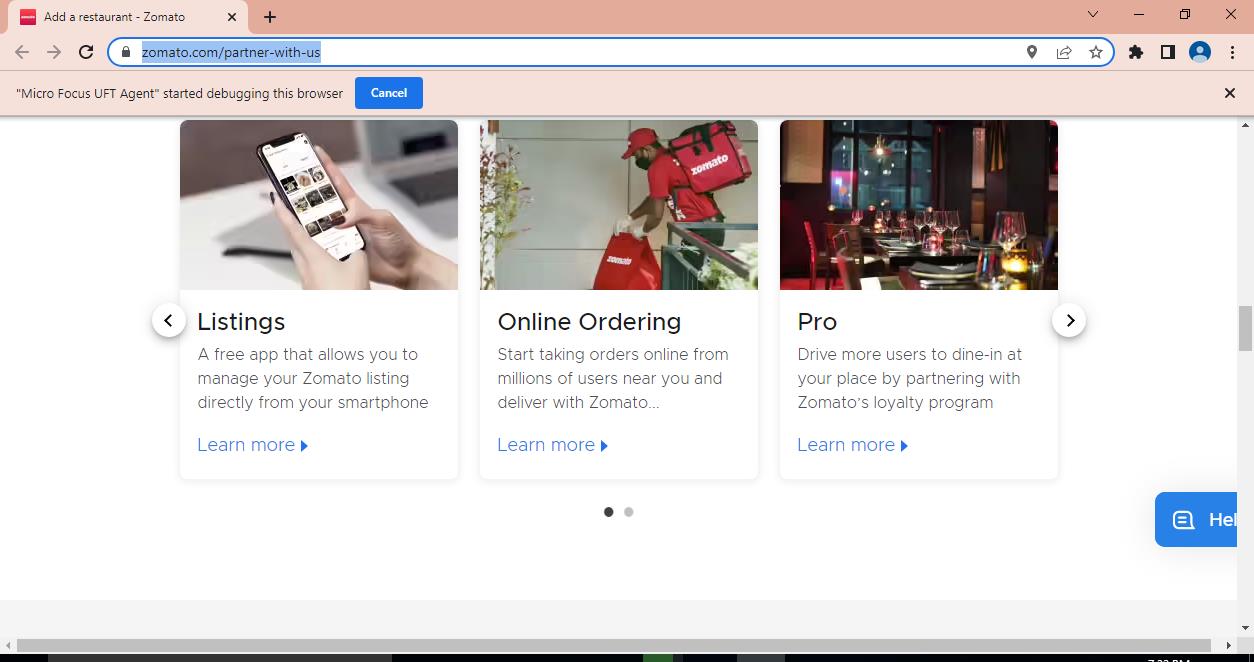 Add a restaurant - Zomato
zomato.com/partner-with-us
"Micro Focus UFT Agent" started debugging this browser
Cancel
zomato
zomato
Listings
A free app that allows you to
manage your Zomato listing
directly from your smartphone
Learn more
Online Ordering
Start taking orders online from
millions of users near you and
deliver with Zomato...
Learn more
Pro
Drive more users to dine-in at
your place by partnering with
Zomato's loyalty program
Learn more
Hel